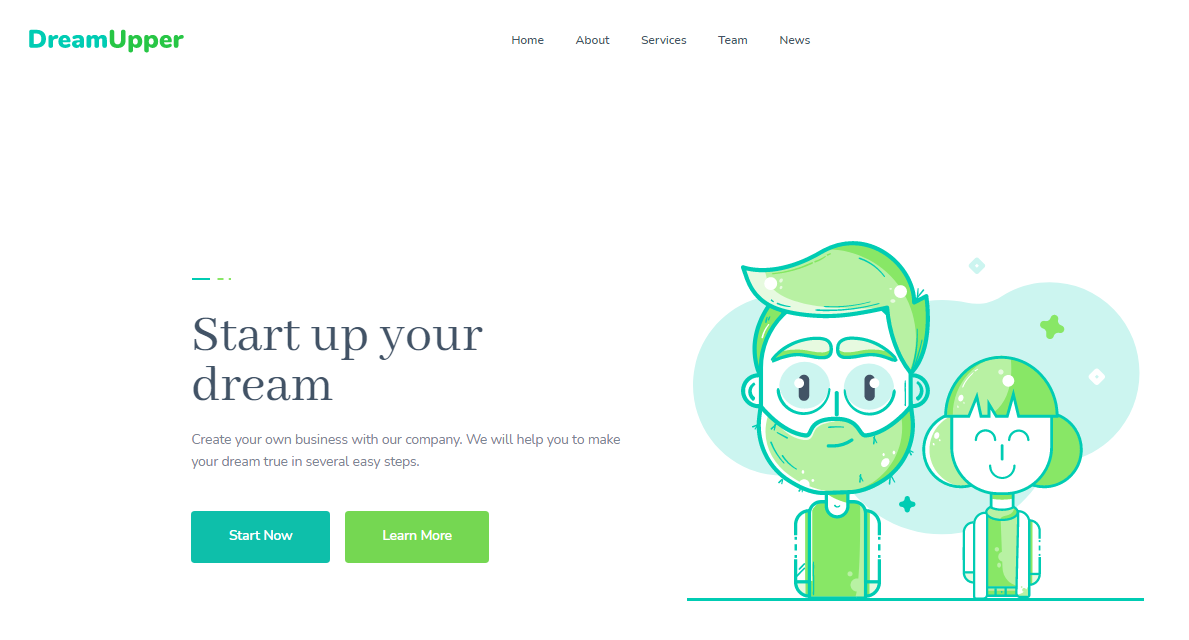 DreamUpper
Home About Services Team News
Start up your
dream
Create your own business with our company. We will help you to make
your dream true in several easy steps.
Start Now Learn More